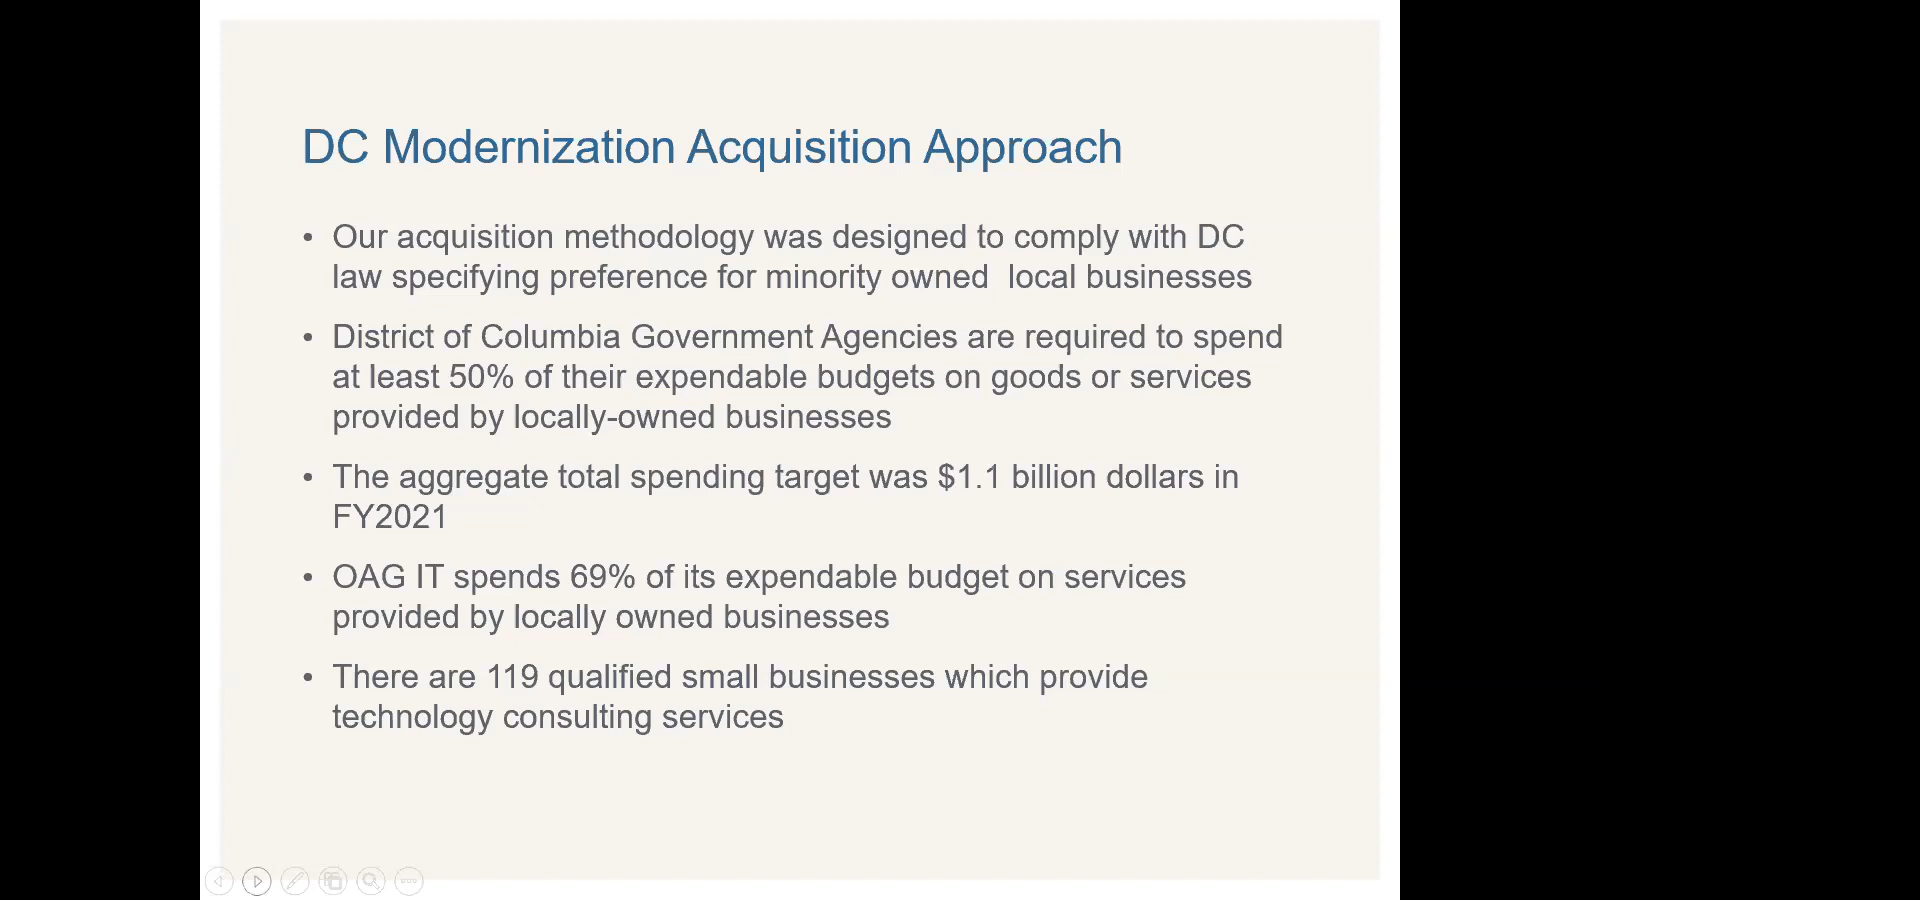 DC Modernization Acquisition Approach
• Our acquisition methodology was designed to comply with DC
law specifying preference for minority owned  local businesses
• District of Columbia Government Agencies are required to spend
at least 50% of their expendable budgets on goods or services
provided by locally-owned businesses
• The aggregate total spending target was $1.1 billion dollars in
FY2021
• OAG IT spends 69% of its expendable budget on services
provided by locally owned businesses
• There are 119 qualified small businesses which provide
technology consulting services